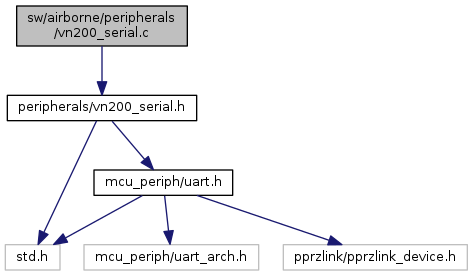 sw/airborne/peripherals
/vn200_serial.c
peripherals/vn200_serial.h
mcu_periph/uart.h
std.h
mcu_periph/uart_arch.h
pprzlink/pprzlink_device.h